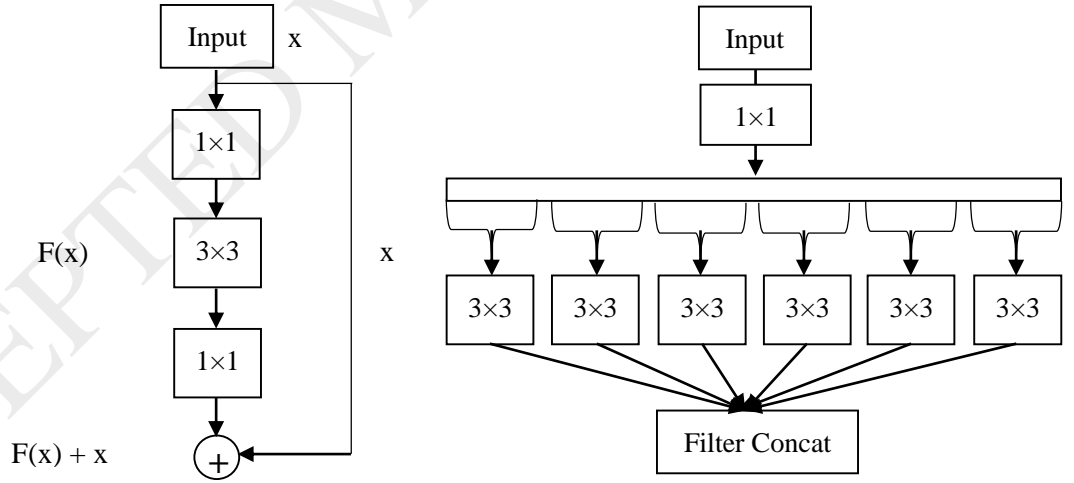 Input x
1×1
3×3
F(x)
x
1×1
+
F(x) + x
Input
1×1
3×3 3×3 3×3 3×3 3×3 3×3
Filter Concat
EPTED M